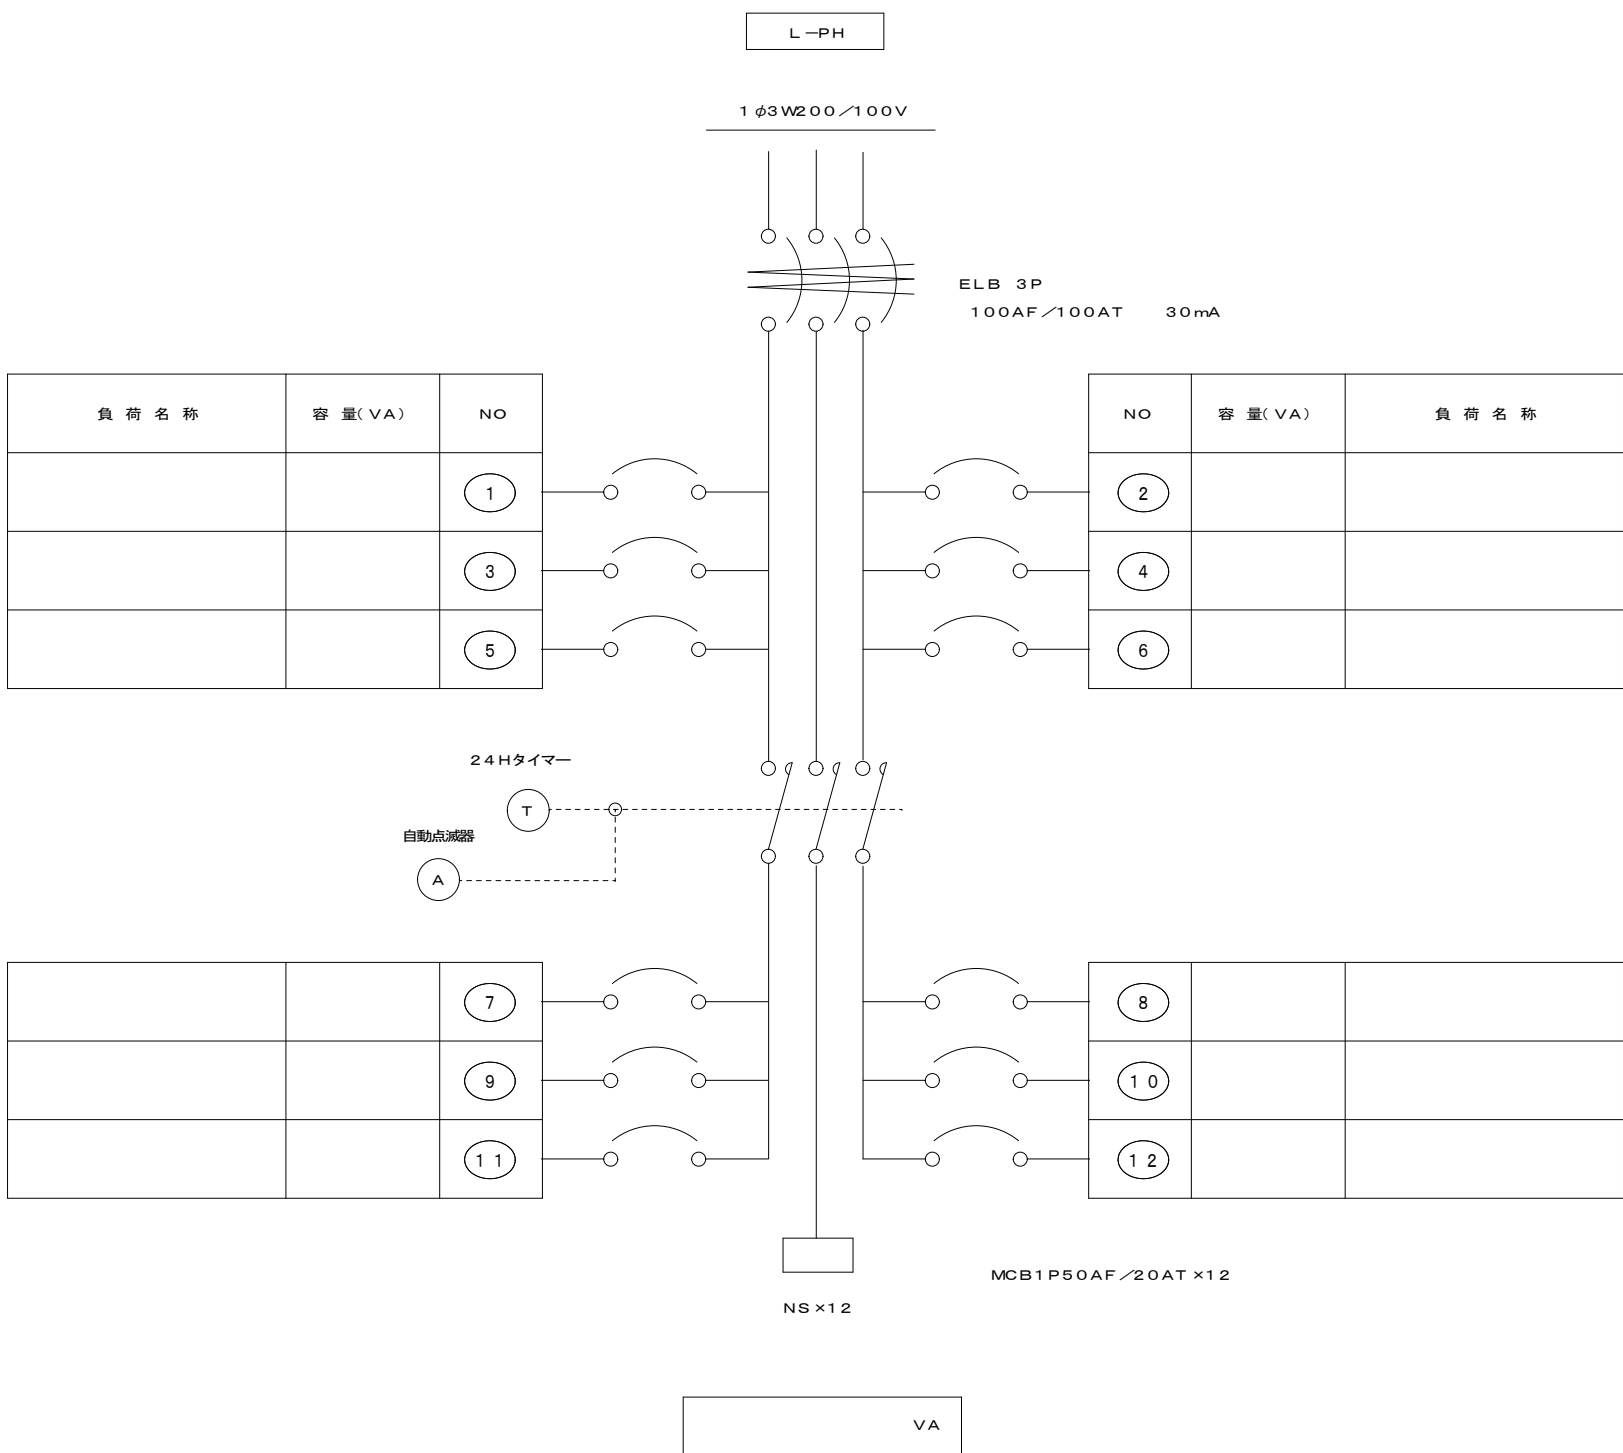 L－PH
1φ3W200／100V
ELB 3P
100AF／100AT 30mA
負荷名称 容量(VA) NO
NO 容量(VA) 負荷名称
1
2
3
4
5
6
24Hタイマー
T
自動点滅器
A
7
8
9
10
11
12
MCB1P50AF／20AT×12
NS×12
VA